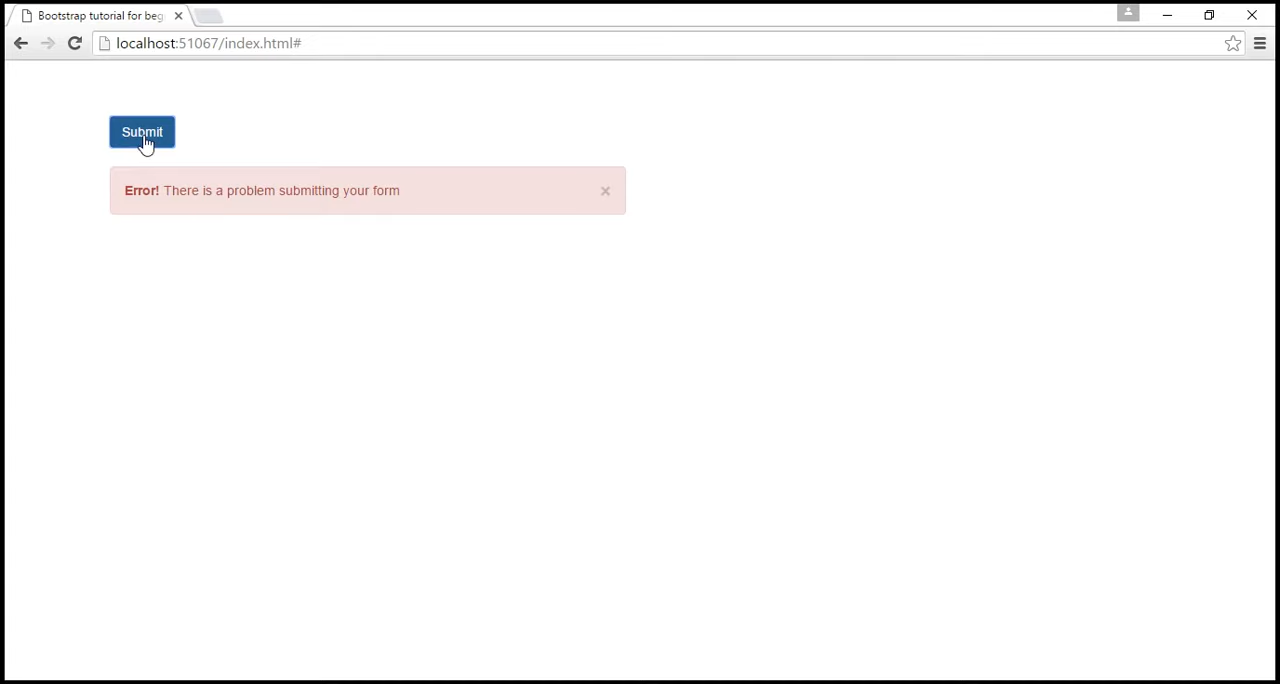 Bootstrap tutorial for beg
localhost:51067/index.html#
Submit
Error! There is a problem submitting your form
×